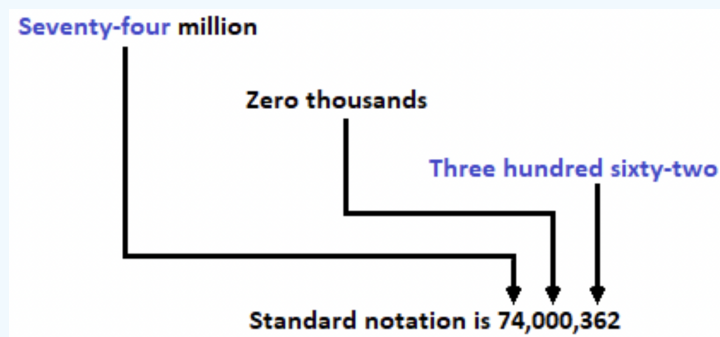 Seventy-four million
Zero thousands
Three hundred sixty-two
Standard notation is 74,000,362